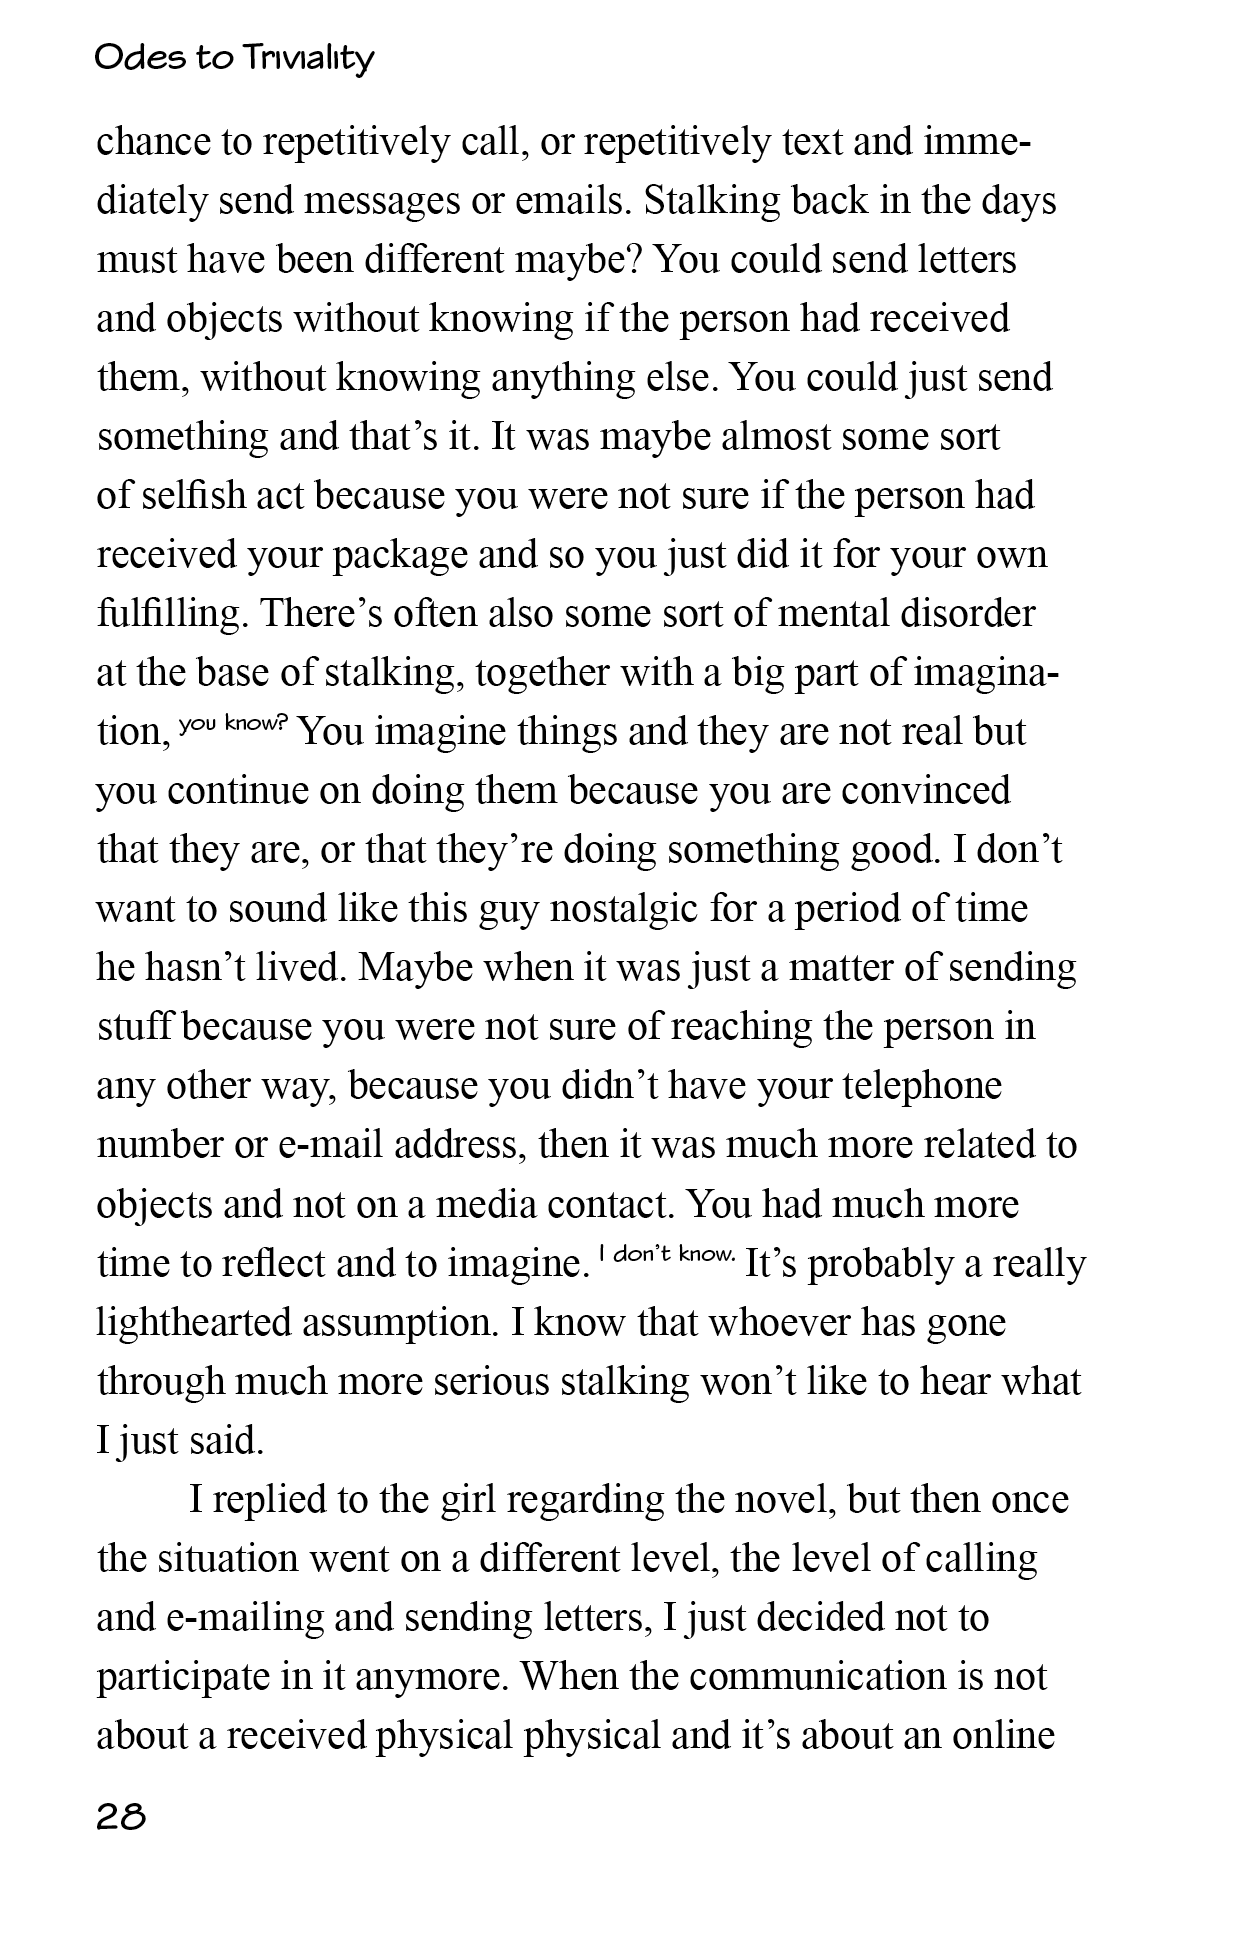 Odes to Triviality
chance to repetitively call, or repetitively text and imme-
diately send messages or emails. Stalking back in the days
must have been different maybe? You could send letters
and objects without knowing if the person had received
them, without knowing anything else. You could just send
something and that’s it. It was maybe almost some sort
of selfish act because you were not sure if the person had
received your package and so you just did it for your own
fulfilling. There’s often also some sort of mental disorder
at the base of stalking, together with a big part of imagina-
tion, you know? You imagine things and they are not real but
you continue on doing them because you are convinced
that they are, or that they’re doing something good. I don’t
want to sound like this guy nostalgic for a period of time
he hasn’t lived. Maybe when it was just a matter of sending
stuff because you were not sure of reaching the person in
any other way, because you didn’t have your telephone
number or e-mail address, then it was much more related to
objects and not on a media contact. You had much more
time to reflect and to imagine. I don’t know. It’s probably a really
lighthearted assumption. I know that whoever has gone
through much more serious stalking won’t like to hear what
I just said.
I replied to the girl regarding the novel, but then once
the situation went on a different level, the level of calling
and e-mailing and sending letters, I just decided not to
participate in it anymore. When the communication is not
about a received physical physical and it’s about an online
28